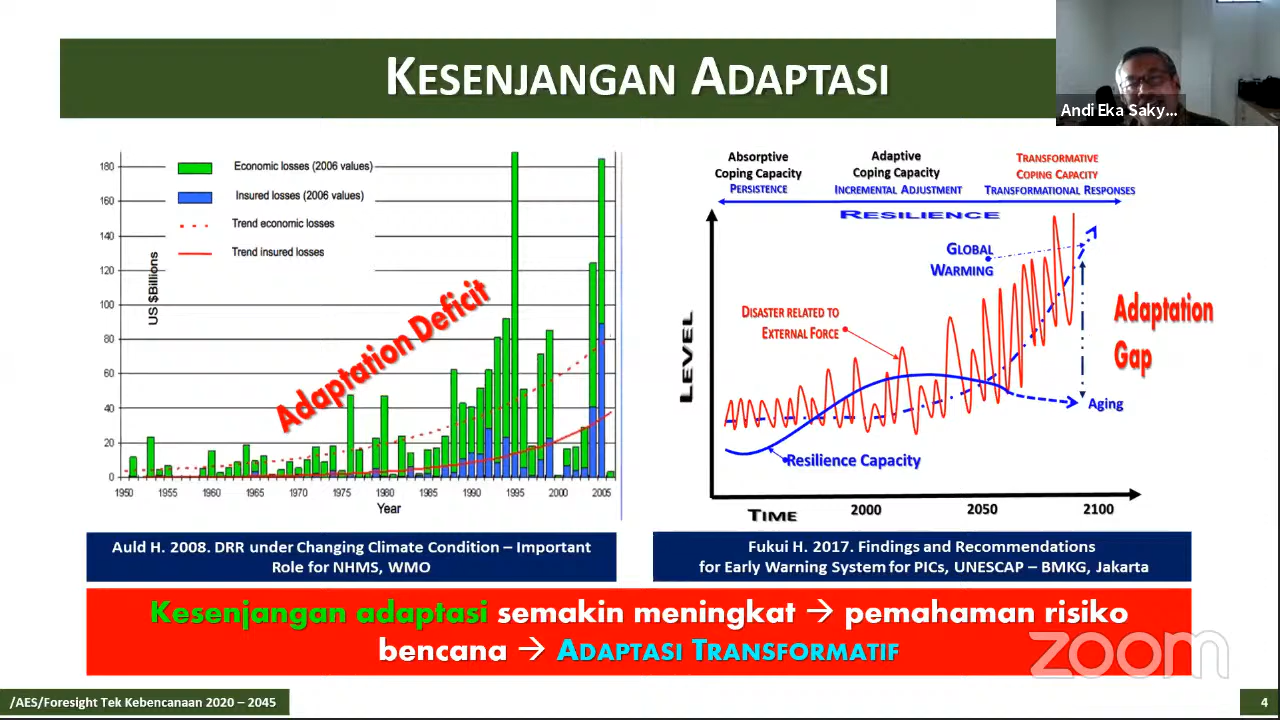 KESENJANGAN ADAPTASI
Andi Eka Saky...
180
160
140
120
100
80
60
40
20
0
US $Billions
Economic losses (2006 values)
Insured losses (2006 values)
Trend economic losses
Trend insured losses
Adaptation Deficit
1950 1955 1960 1965 1970 1975 1980 1985 1990 1995 2000 2005
Year
Absorptive
Coping Capacity
PERSISTENCE
Adaptive
Coping Capacity
INCREMENTAL ADJUSTMENT
TRANSFORMATIVE
COPING CAPACITY
TRANSFORMATIONAL RESPONSES
RESILIENCE
GLOBAL
WARMING
DISASTER RELATED TO
EXTERNAL FORCE
Adaptation
Gap
LEVEL
Aging
Resilience Capacity
TIME
2000
2050
2100
Auld H. 2008. DRR under Changing Climate Condition – Important
Role for NHMS, WMO
Fukui H. 2017. Findings and Recommendations
for Early Warning System for PICs, UNESCAP – BMKG, Jakarta
Kesenjangan adaptasi semakin meningkat → pemahaman risiko
bencana → ADAPTASI TRANSFORMATIF
zoom
/AES/Foresight Tek Kebencanaan 2020 – 2045
4